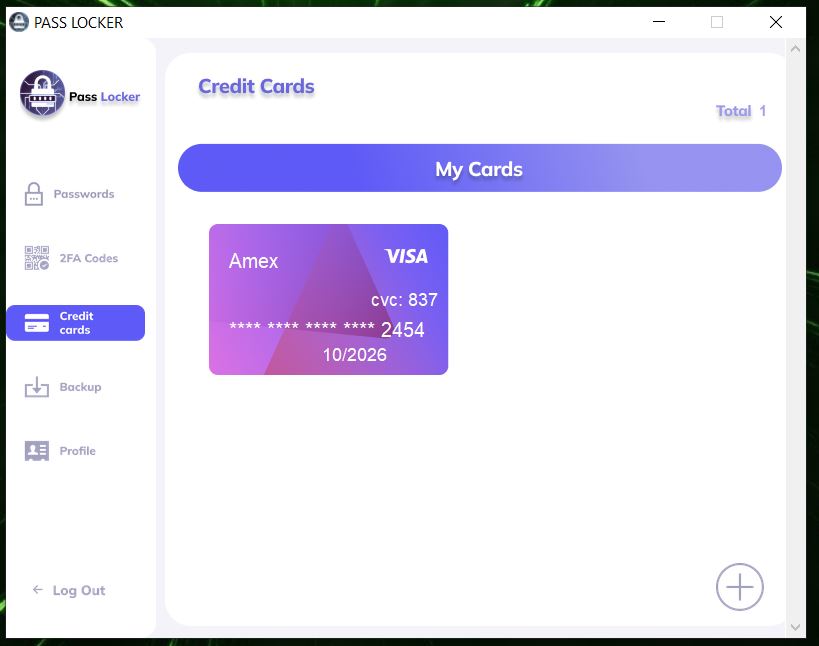 PASS LOCKER
Pass Locker
Passwords
2FA Codes
Credit
cards
Backup
Profile
Log Out
Credit Cards
Total 1
My Cards
Amex
VISA
cvc: 837
**** **** **** **** 2454
10/2026